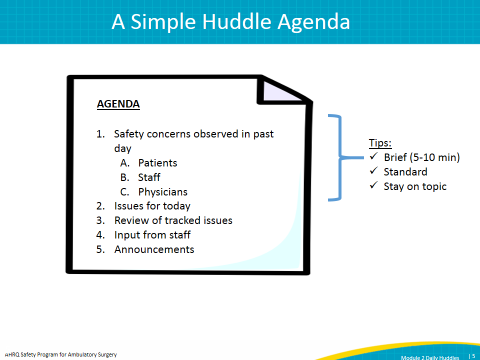 A Simple Huddle Agenda
AGENDA
1. Safety concerns observed in past
day
A. Patients
B. Staff
C. Physicians
2. Issues for today
3. Review of tracked issues
4. Input from staff
5. Announcements
Tips:
✓ Brief (5-10 min)
✓ Standard
✓ Stay on topic
AHRQ Safety Program for Ambulatory Surgery
Module 2 Daily Huddles | 5